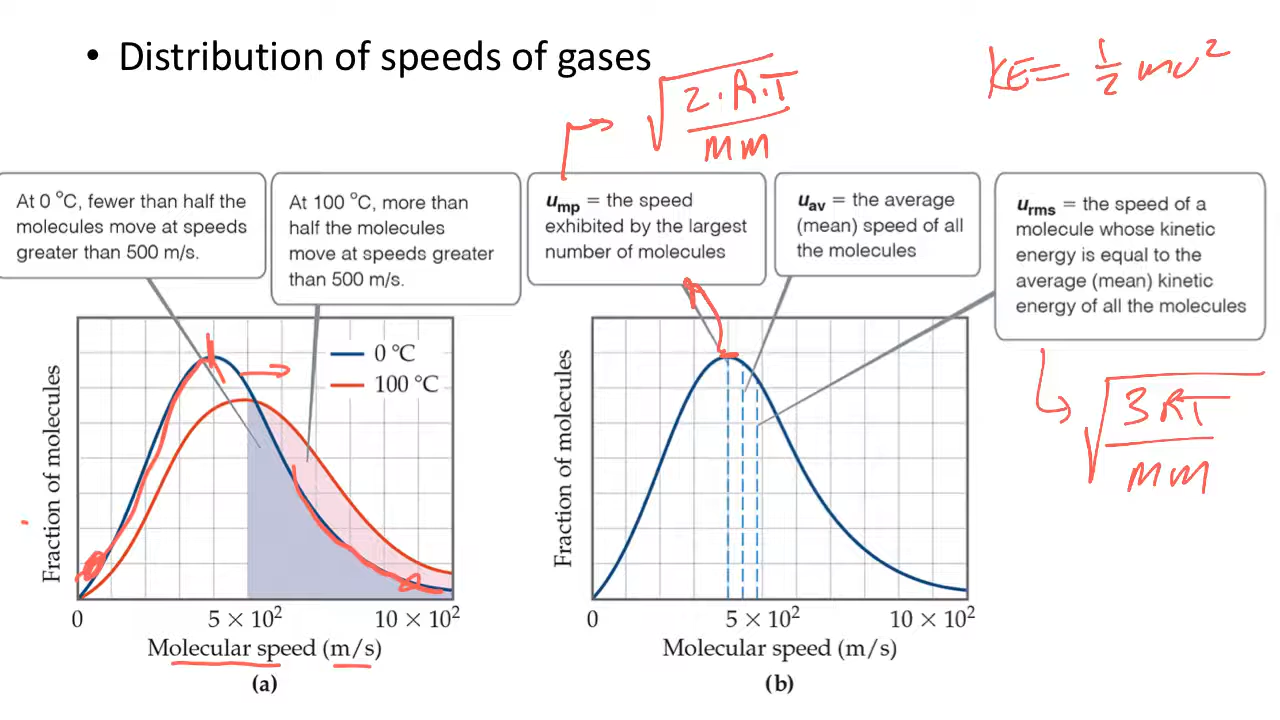 • Distribution of speeds of gases
KE = 1/2 mv²
√(2·R·T / MM)
At 0 °C, fewer than half the
molecules move at speeds
greater than 500 m/s.
At 100 °C, more than
half the molecules
move at speeds greater
than 500 m/s.
u_mp = the speed
exhibited by the largest
number of molecules
u_av = the average
(mean) speed of all
the molecules
u_rms = the speed of a
molecule whose kinetic
energy is equal to the
average (mean) kinetic
energy of all the molecules
√(3RT / MM)
Fraction of molecules
0 °C
100 °C
0 5 × 10² 10 × 10²
Molecular speed (m/s)
(a)
Fraction of molecules
0 5 × 10² 10 × 10²
Molecular speed (m/s)
(b)